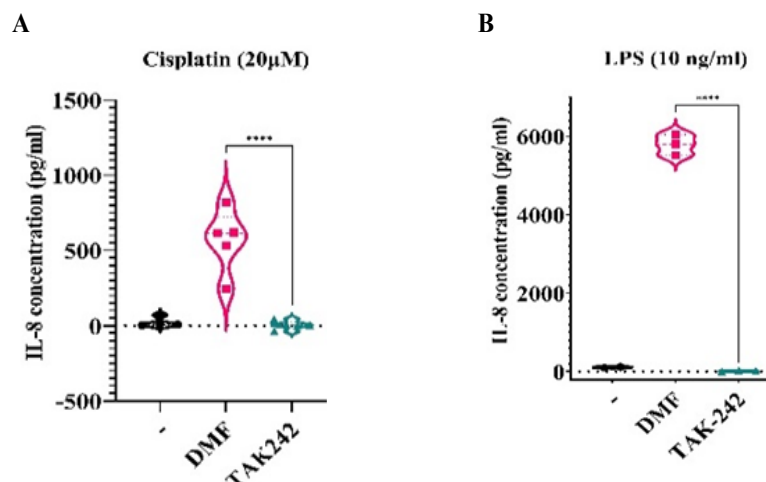 A
Cisplatin (20µM)
IL-8 concentration (pg/ml)
1500
1000
500
0
-500
****
-
DMF
TAK242
B
LPS (10 ng/ml)
IL-8 concentration (pg/ml)
6000
4000
2000
0
****
-
DMF
TAK-242